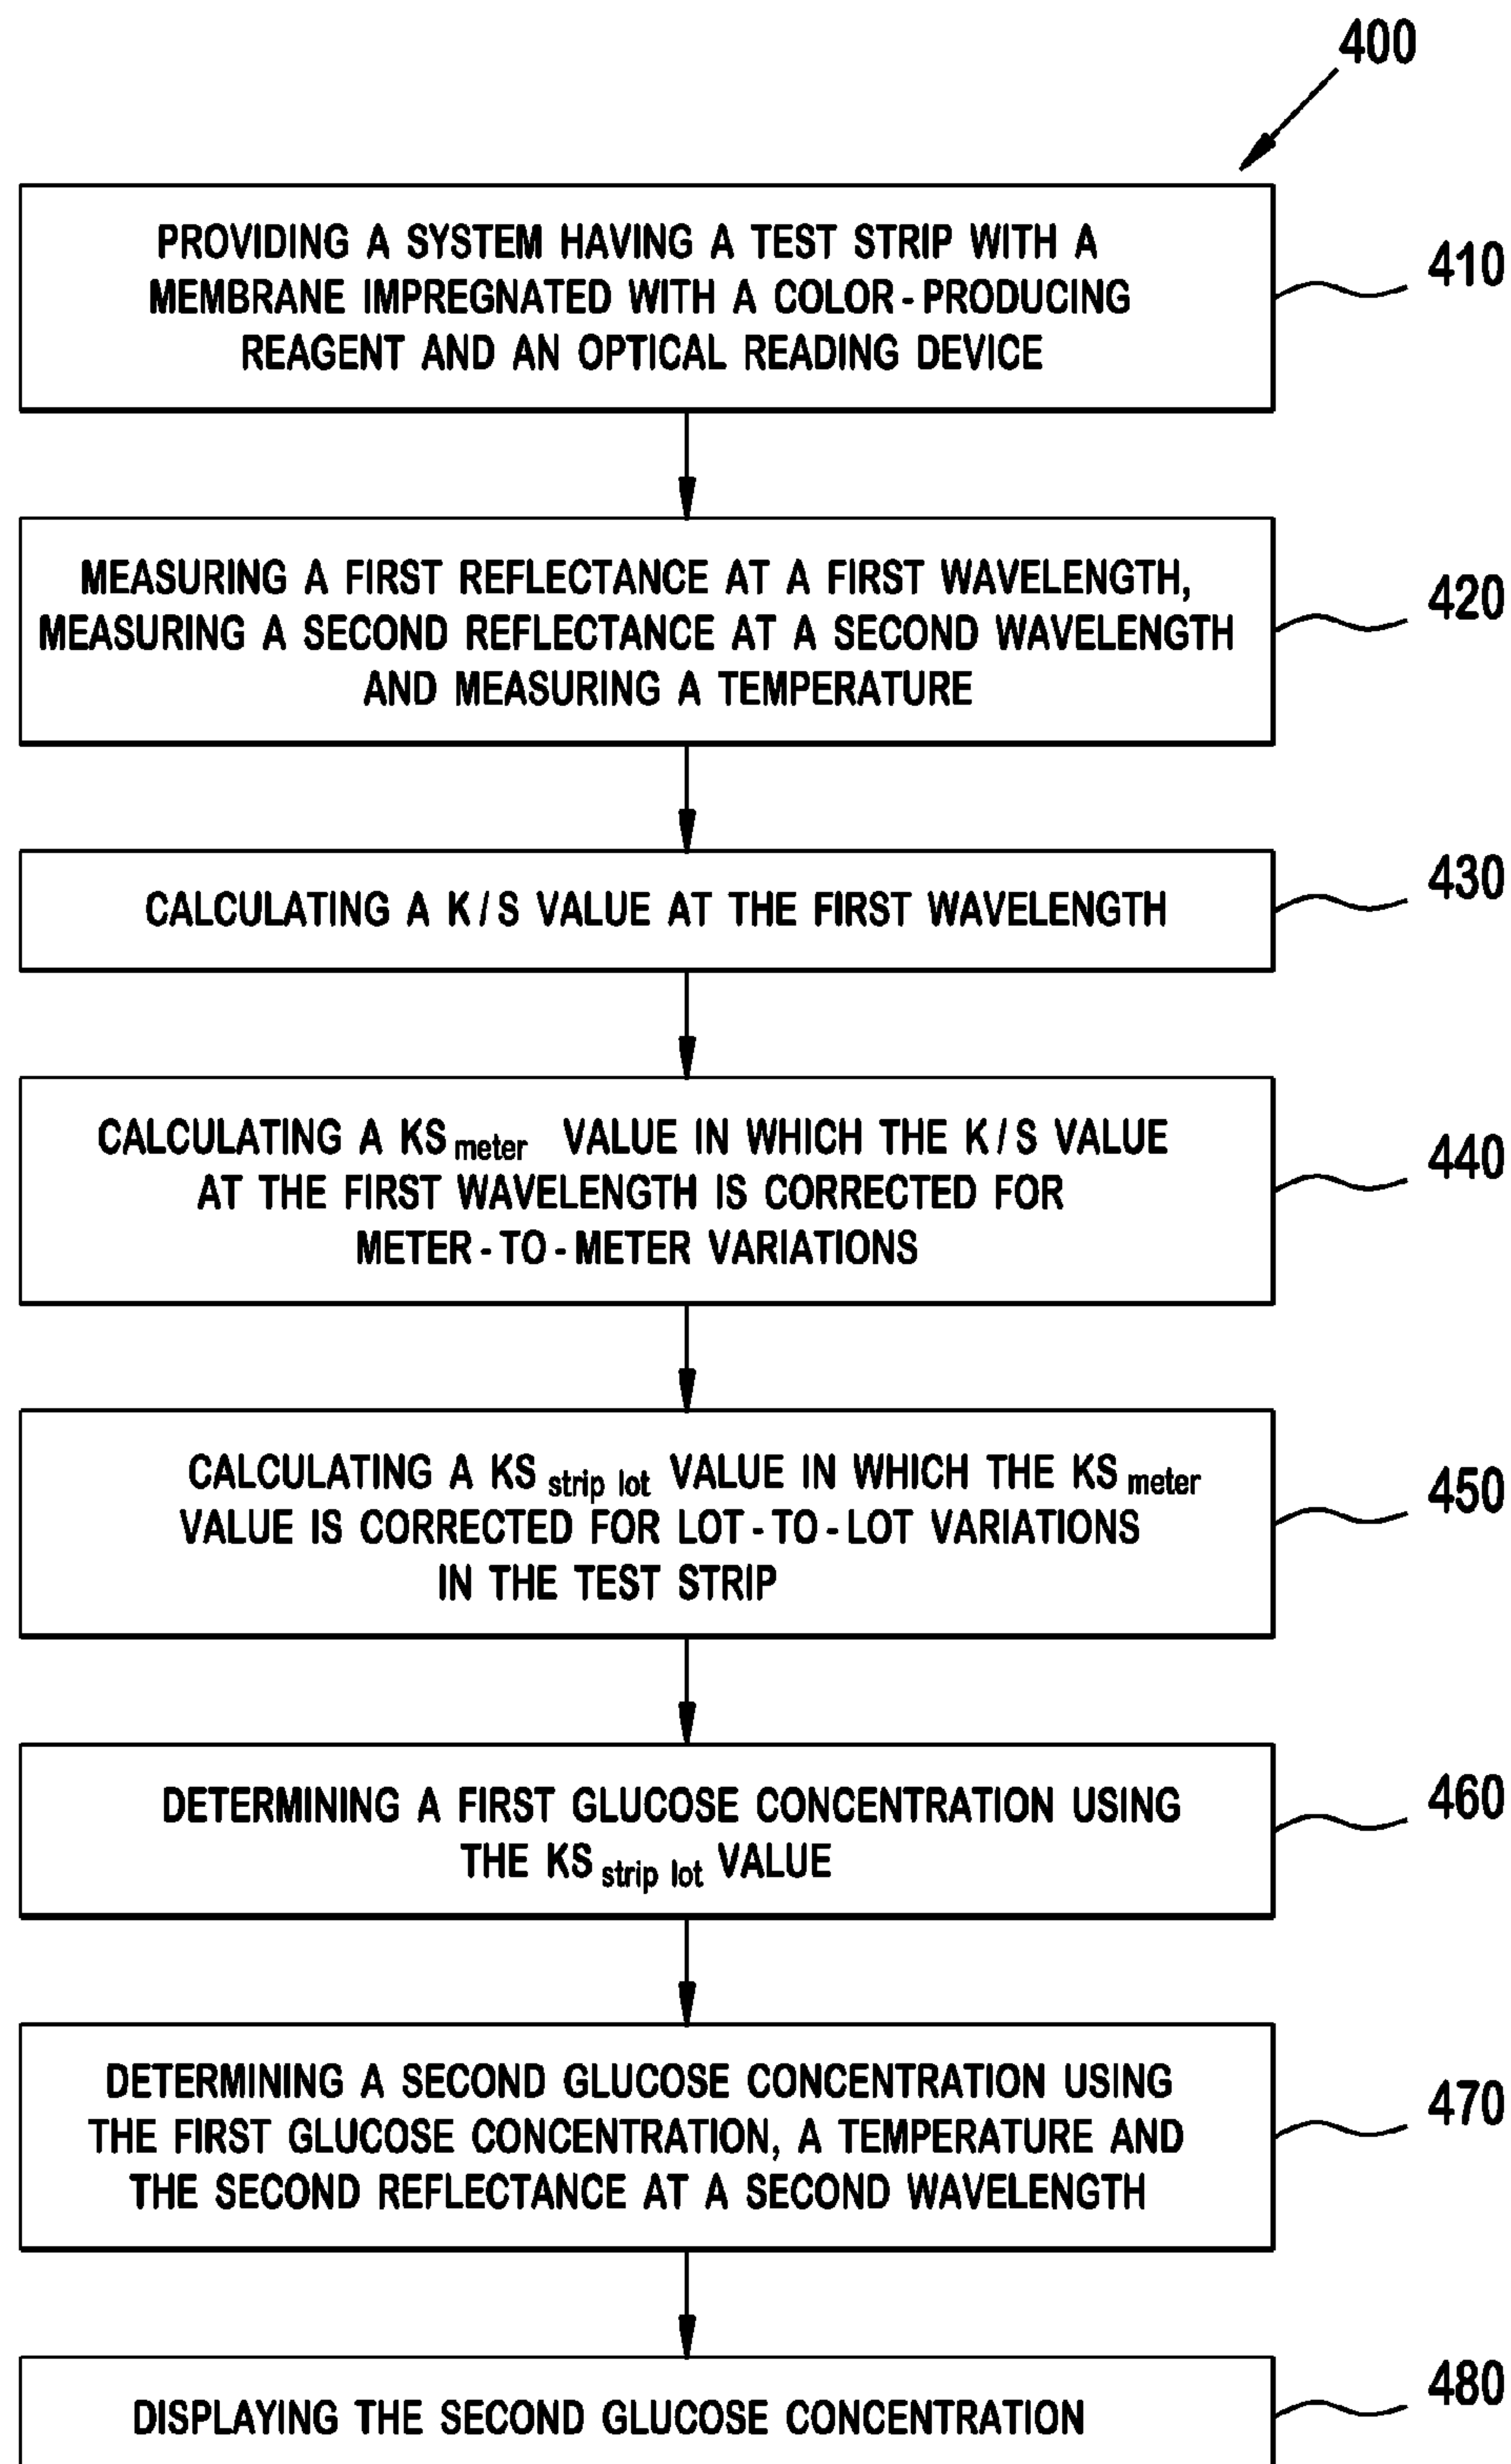 400
PROVIDING A SYSTEM HAVING A TEST STRIP WITH A
MEMBRANE IMPREGNATED WITH A COLOR-PRODUCING
REAGENT AND AN OPTICAL READING DEVICE
410
MEASURING A FIRST REFLECTANCE AT A FIRST WAVELENGTH,
MEASURING A SECOND REFLECTANCE AT A SECOND WAVELENGTH
AND MEASURING A TEMPERATURE
420
CALCULATING A K/S VALUE AT THE FIRST WAVELENGTH
430
CALCULATING A KS meter VALUE IN WHICH THE K/S VALUE
AT THE FIRST WAVELENGTH IS CORRECTED FOR
METER-TO-METER VARIATIONS
440
CALCULATING A KS strip lot VALUE IN WHICH THE KS meter
VALUE IS CORRECTED FOR LOT-TO-LOT VARIATIONS
IN THE TEST STRIP
450
DETERMINING A FIRST GLUCOSE CONCENTRATION USING
THE KS strip lot VALUE
460
DETERMINING A SECOND GLUCOSE CONCENTRATION USING
THE FIRST GLUCOSE CONCENTRATION, A TEMPERATURE AND
THE SECOND REFLECTANCE AT A SECOND WAVELENGTH
470
DISPLAYING THE SECOND GLUCOSE CONCENTRATION
480